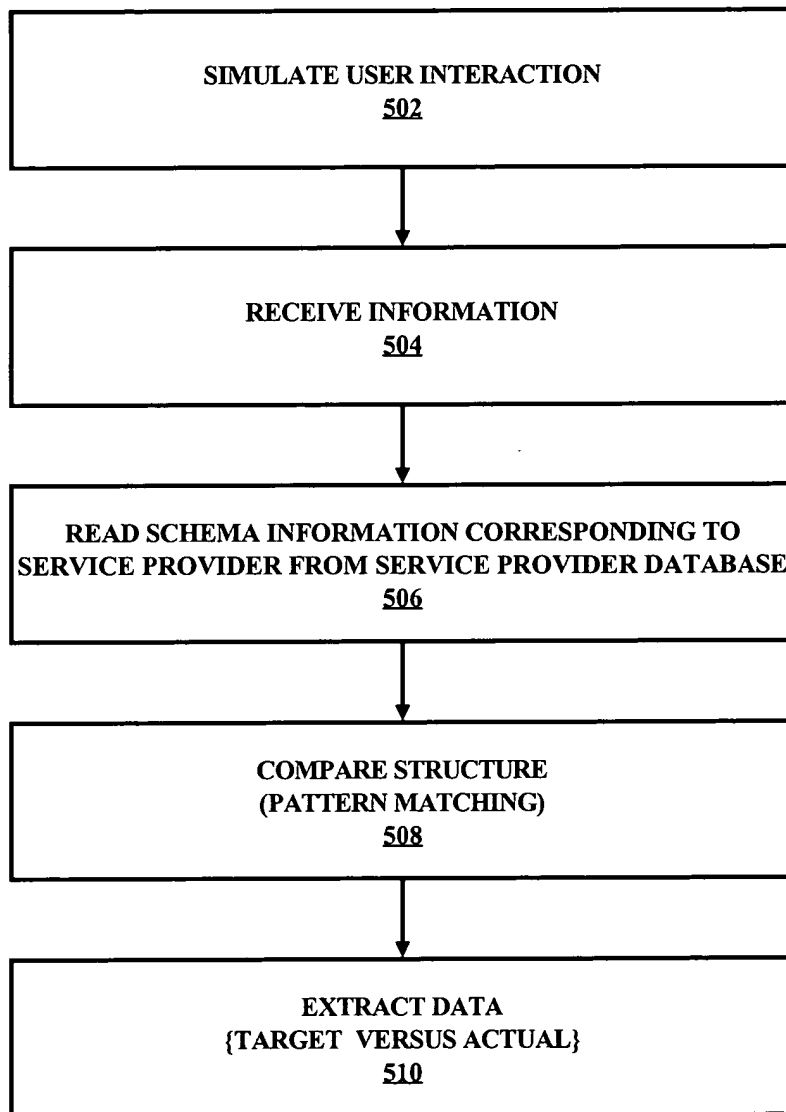 SIMULATE USER INTERACTION
502
RECEIVE INFORMATION
504
READ SCHEMA INFORMATION CORRESPONDING TO
SERVICE PROVIDER FROM SERVICE PROVIDER DATABASE
506
COMPARE STRUCTURE
(PATTERN MATCHING)
508
EXTRACT DATA
{TARGET VERSUS ACTUAL}
510